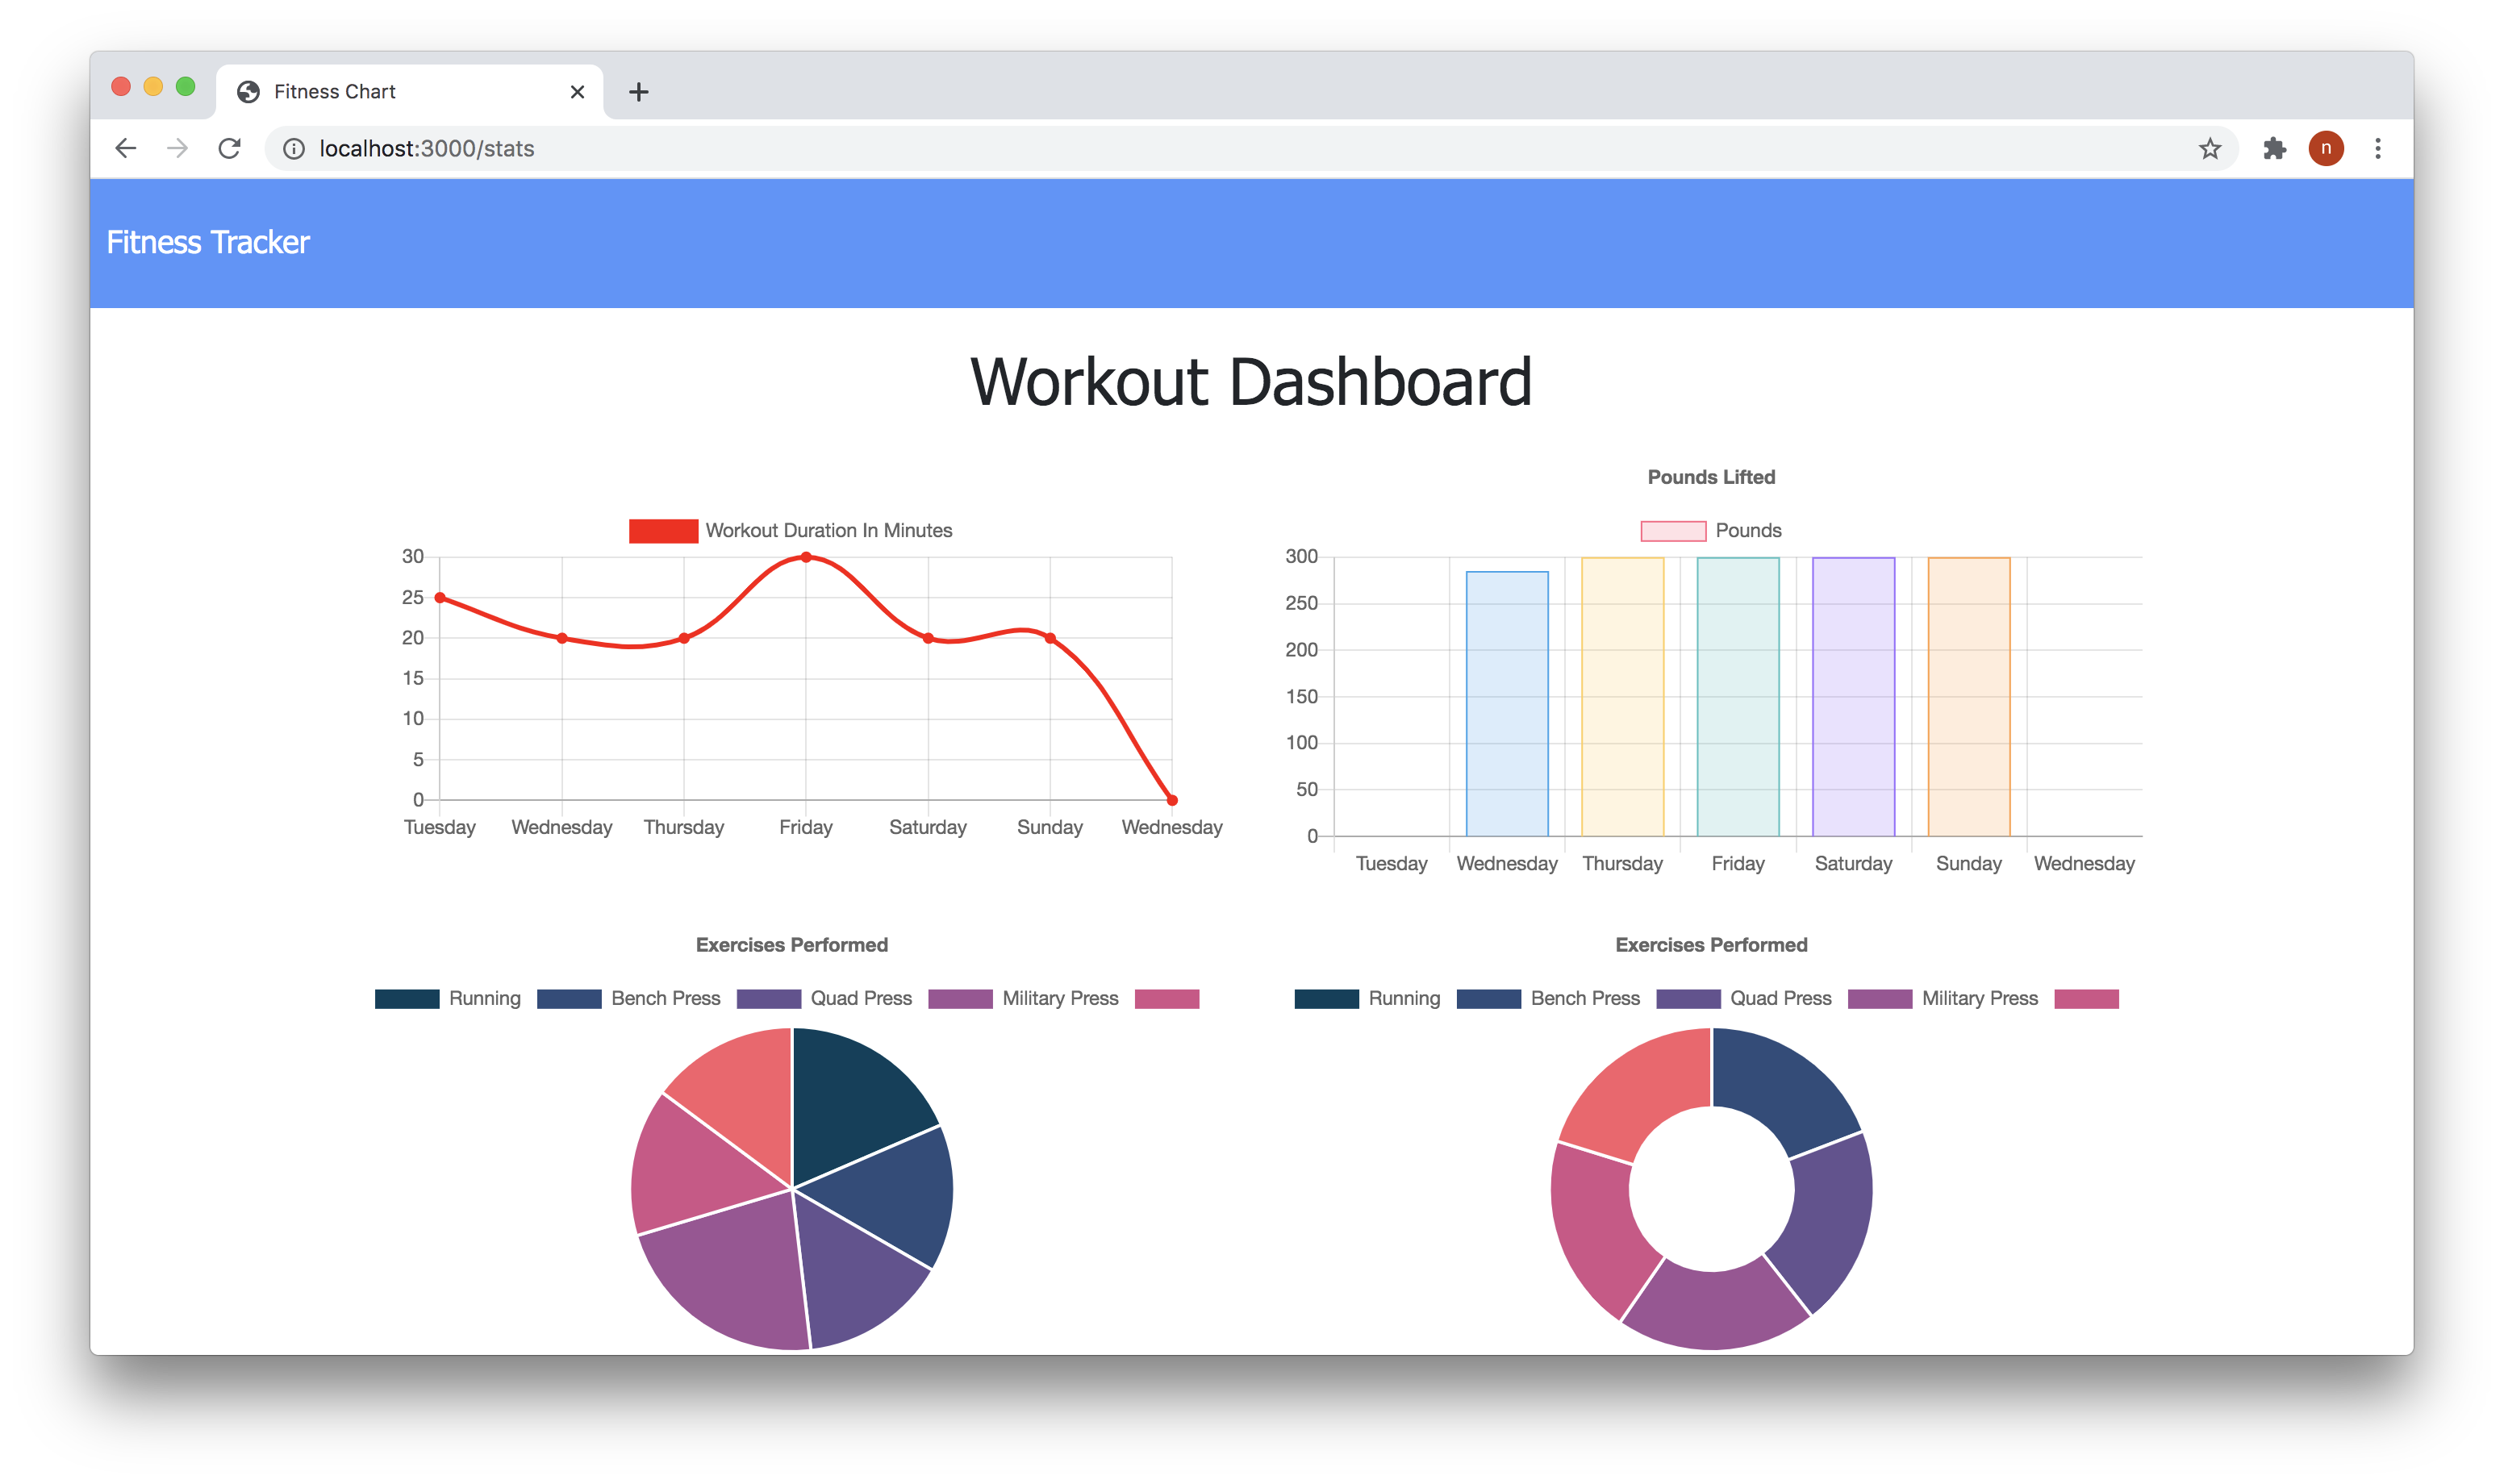 Fitness Chart
localhost:3000/stats
n
Fitness Tracker
Workout Dashboard
Workout Duration In Minutes
30
25
20
15
10
5
0
Tuesday Wednesday Thursday Friday Saturday Sunday Wednesday
Pounds Lifted
Pounds
300
250
200
150
100
50
0
Tuesday Wednesday Thursday Friday Saturday Sunday Wednesday
Exercises Performed
Running Bench Press Quad Press Military Press
Exercises Performed
Running Bench Press Quad Press Military Press